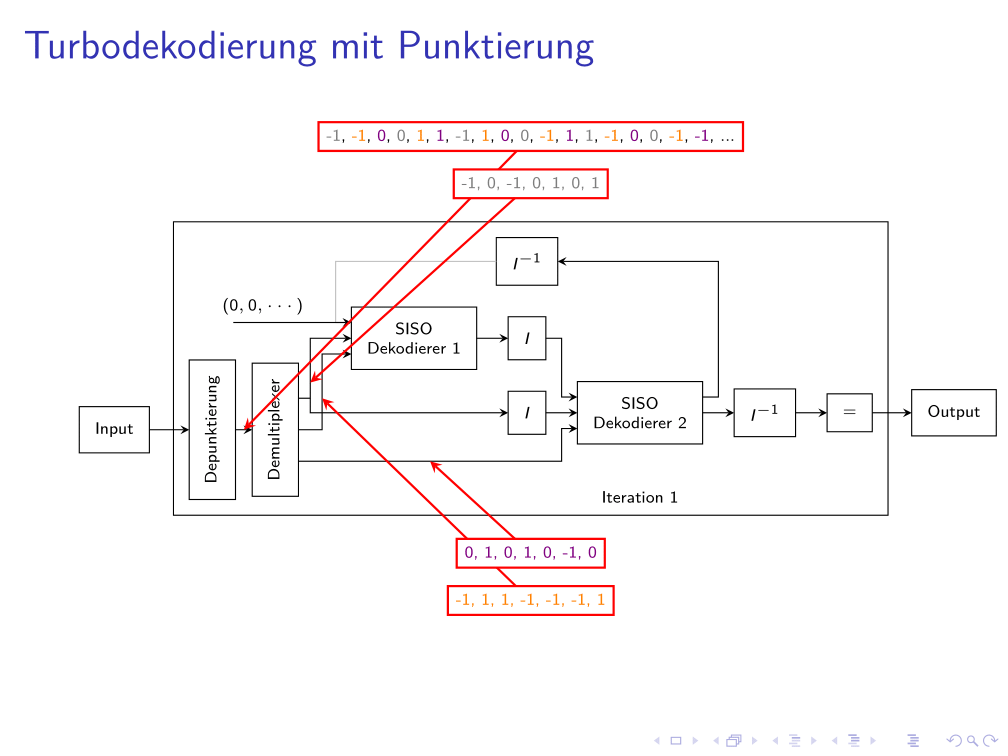 Turbodekodierung mit Punktierung
-1, -1, 0, 0, 1, 1, -1, 1, 0, 0, -1, 1, 1, -1, 0, 0, -1, -1, ...
-1, 0, -1, 0, 1, 0, 1
I⁻¹
(0, 0, · · · )
SISO
Dekodierer 1
I
Input
Depunktierung
Demultiplexer
I
SISO
Dekodierer 2
I⁻¹
=
Output
Iteration 1
0, 1, 0, 1, 0, -1, 0
-1, 1, 1, -1, -1, -1, 1